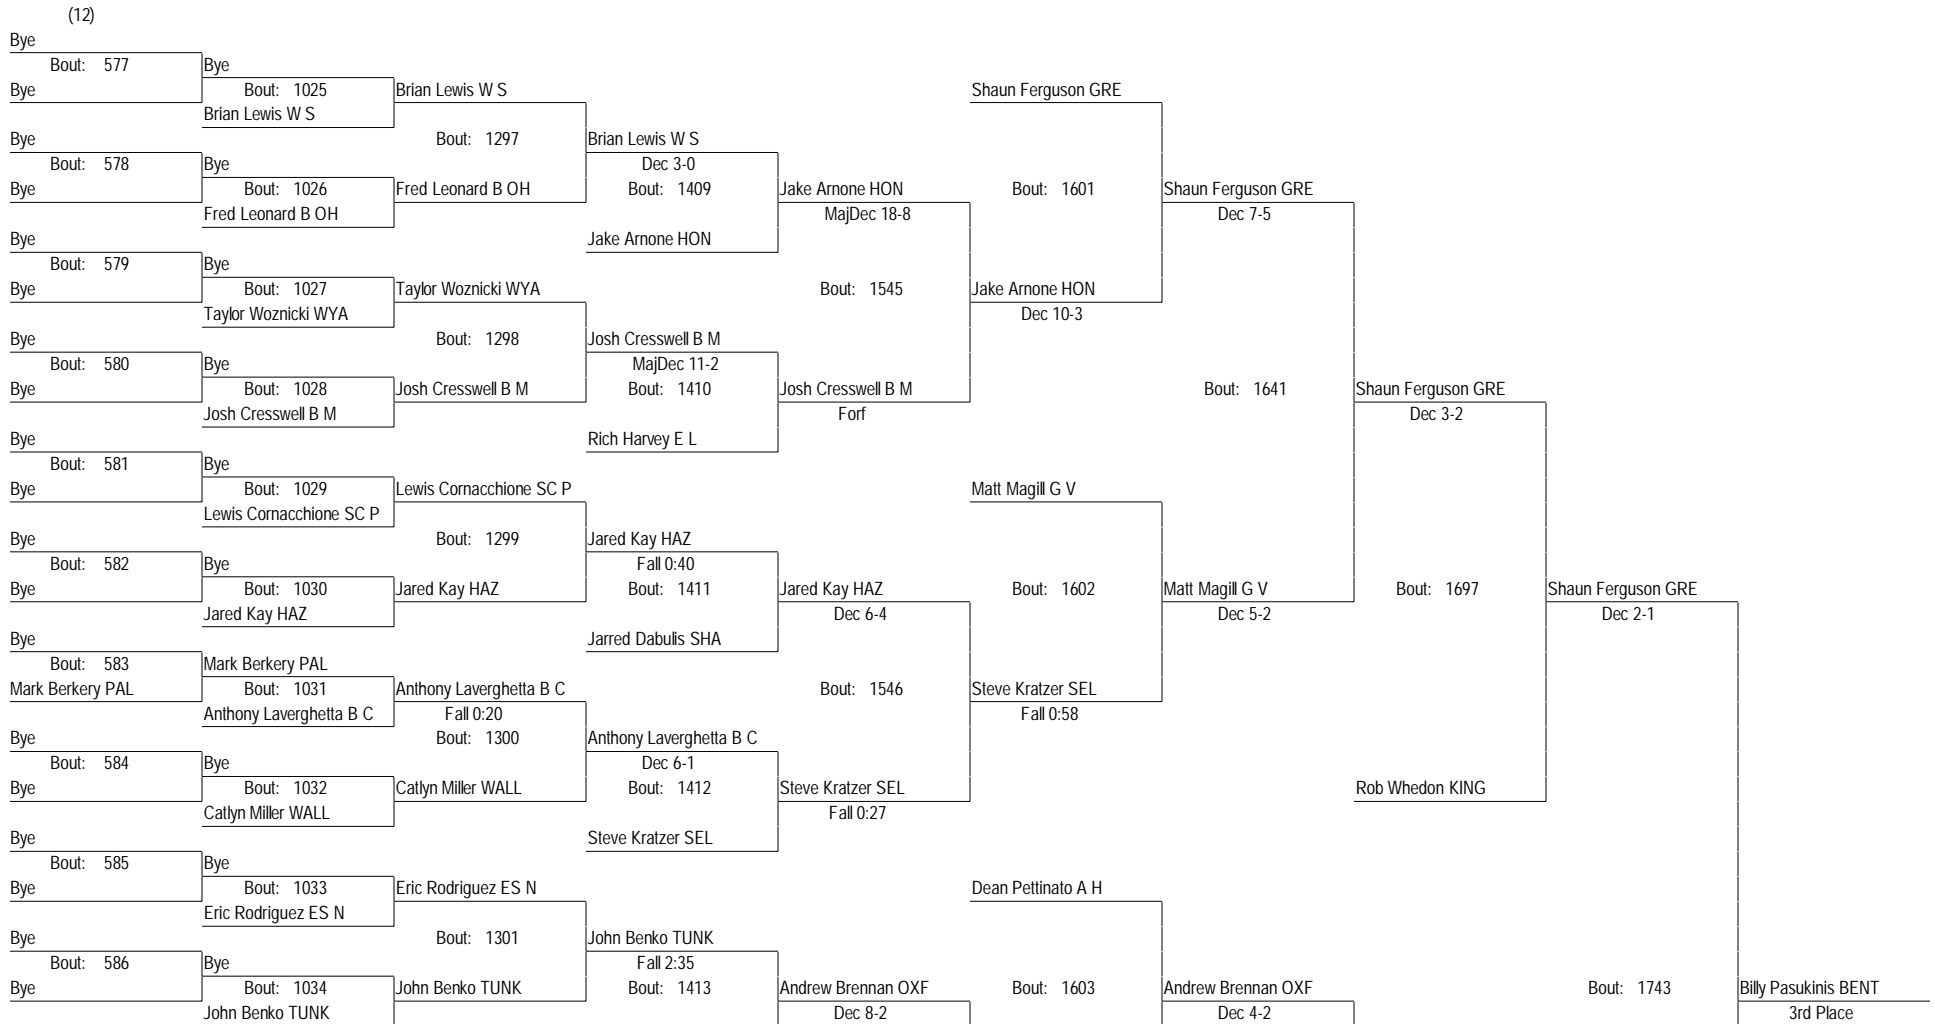 (12)
Bye
Bout: 577 Bye
Bye Bout: 1025 Brian Lewis W S Shaun Ferguson GRE
Brian Lewis W S
Bye Bout: 1297 Brian Lewis W S
Bout: 578 Bye Dec 3-0
Bye Bout: 1026 Fred Leonard B OH Bout: 1409 Jake Arnone HON Bout: 1601 Shaun Ferguson GRE
Fred Leonard B OH MajDec 18-8 Dec 7-5
Bye Jake Arnone HON
Bout: 579 Bye
Bye Bout: 1027 Taylor Woznicki WYA Bout: 1545 Jake Arnone HON
Taylor Woznicki WYA Dec 10-3
Bye Bout: 1298 Josh Cresswell B M
Bout: 580 Bye MajDec 11-2
Bye Bout: 1028 Josh Cresswell B M Bout: 1410 Josh Cresswell B M Bout: 1641 Shaun Ferguson GRE
Josh Cresswell B M Forf Dec 3-2
Bye Rich Harvey E L
Bout: 581 Bye
Bye Bout: 1029 Lewis Cornacchione SC P Matt Magill G V
Lewis Cornacchione SC P
Bye Bout: 1299 Jared Kay HAZ
Bout: 582 Bye Fall 0:40
Bye Bout: 1030 Jared Kay HAZ Bout: 1411 Jared Kay HAZ Bout: 1602 Matt Magill G V Bout: 1697 Shaun Ferguson GRE
Jared Kay HAZ Dec 6-4 Dec 5-2 Dec 2-1
Bye Jarred Dabulis SHA
Bout: 583 Mark Berkery PAL
Mark Berkery PAL Bout: 1031 Anthony Laverghetta B C Bout: 1546 Steve Kratzer SEL
Anthony Laverghetta B C Fall 0:20 Fall 0:58
Bye Bout: 1300 Anthony Laverghetta B C
Bout: 584 Bye Dec 6-1
Bye Bout: 1032 Catlyn Miller WALL Bout: 1412 Steve Kratzer SEL Rob Whedon KING
Catlyn Miller WALL Fall 0:27
Bye Steve Kratzer SEL
Bout: 585 Bye
Bye Bout: 1033 Eric Rodriguez ES N Dean Pettinato A H
Eric Rodriguez ES N
Bye Bout: 1301 John Benko TUNK
Bout: 586 Bye Fall 2:35
Bye Bout: 1034 John Benko TUNK Bout: 1413 Andrew Brennan OXF Bout: 1603 Andrew Brennan OXF Bout: 1743 Billy Pasukinis BENT
John Benko TUNK Dec 8-2 Dec 4-2 3rd Place